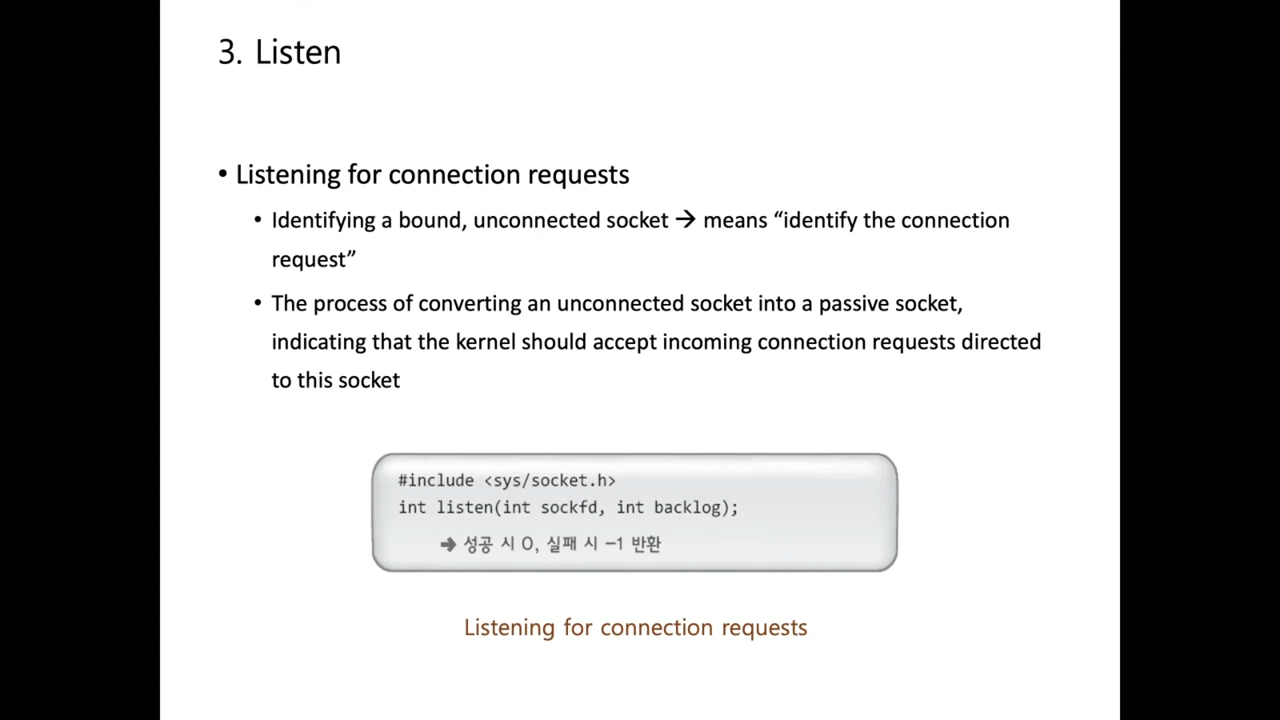 3. Listen
• Listening for connection requests
• Identifying a bound, unconnected socket → means “identify the connection
request”
• The process of converting an unconnected socket into a passive socket,
indicating that the kernel should accept incoming connection requests directed
to this socket
#include <sys/socket.h>
int listen(int sockfd, int backlog);
→ 성공 시 0, 실패 시 –1 반환
Listening for connection requests